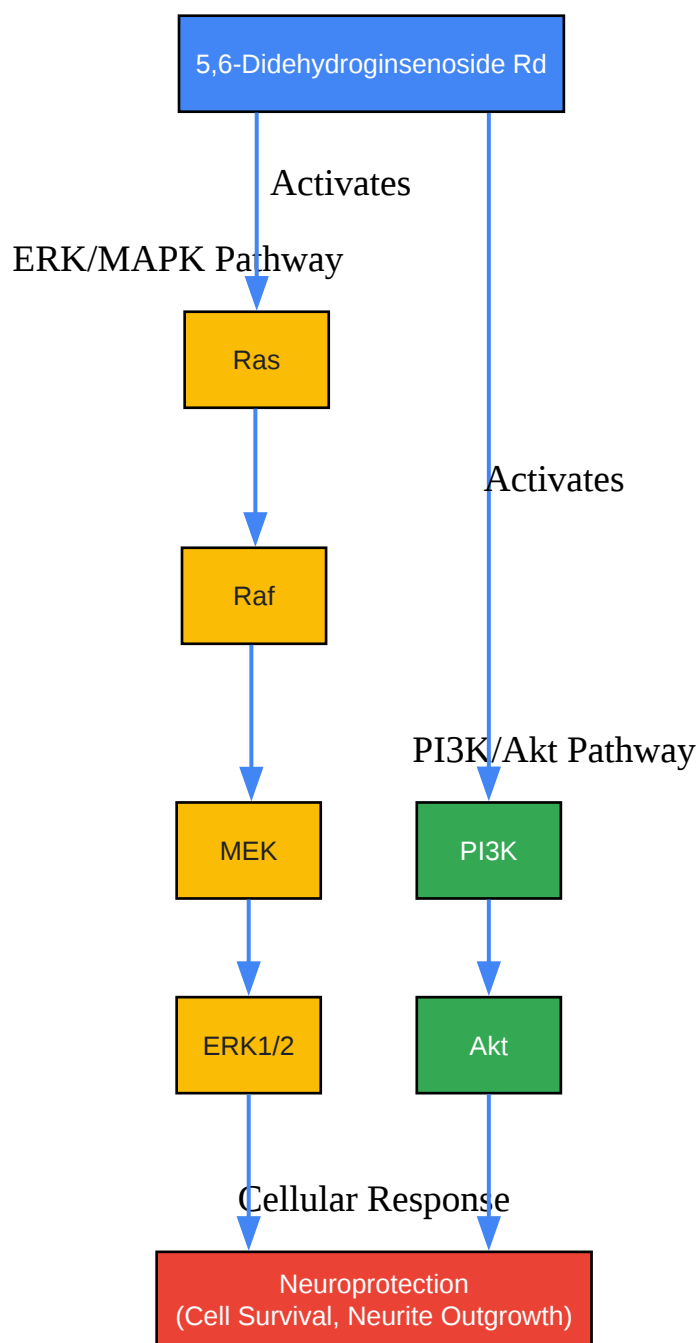 5,6-Didehydroginsenoside Rd
Activates
ERK/MAPK Pathway
Ras
Activates
Raf
PI3K/Akt Pathway
MEK
PI3K
ERK1/2
Akt
Cellular Response
Neuroprotection
(Cell Survival, Neurite Outgrowth)